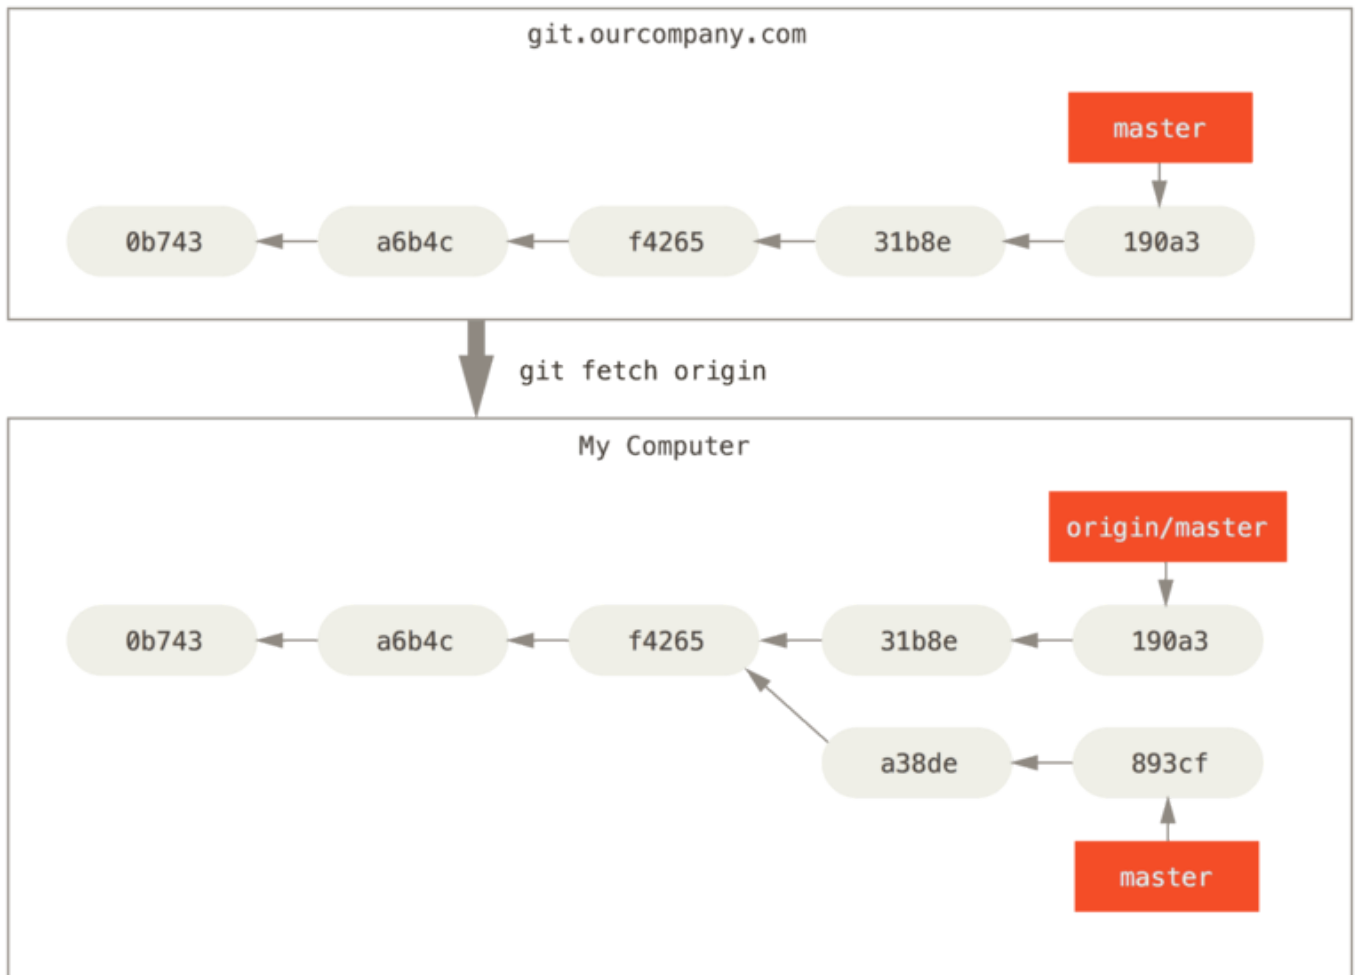 git.ourcompany.com
master
0b743 a6b4c f4265 31b8e 190a3
git fetch origin
My Computer
origin/master
0b743 a6b4c f4265 31b8e 190a3
a38de 893cf
master